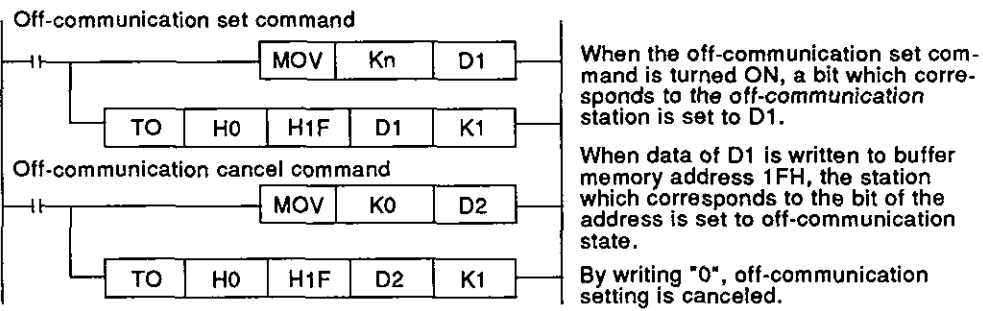 Off-communication set command
MOV Kn D1
TO H0 H1F D1 K1
Off-communication cancel command
MOV K0 D2
TO H0 H1F D2 K1
When the off-communication set com-
mand is turned ON, a bit which corre-
sponds to the off-communication
station is set to D1.
When data of D1 is written to buffer
memory address 1FH, the station
which corresponds to the bit of the
address is set to off-communication
state.
By writing "0", off-communication
setting is canceled.